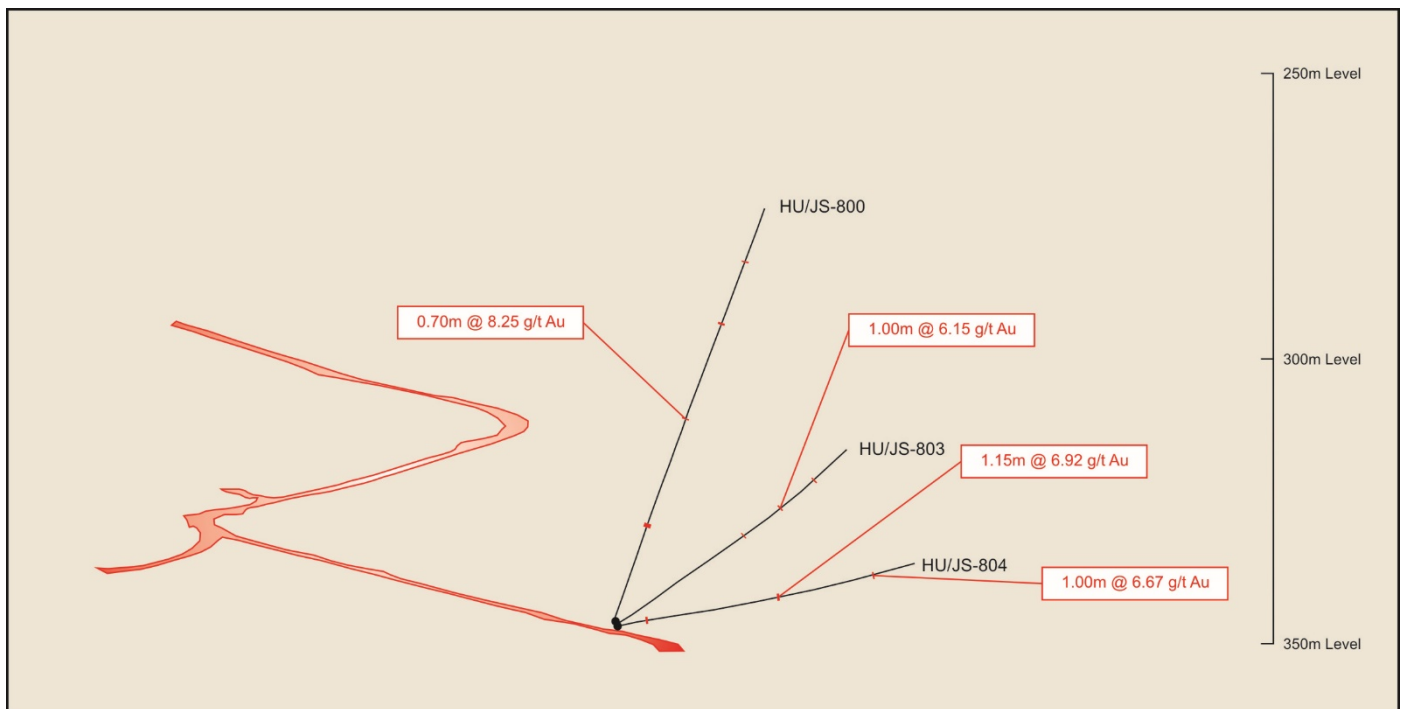 250m Level
HU/JS-800
0.70m @ 8.25 g/t Au
1.00m @ 6.15 g/t Au
300m Level
HU/JS-803
1.15m @ 6.92 g/t Au
HU/JS-804
1.00m @ 6.67 g/t Au
350m Level